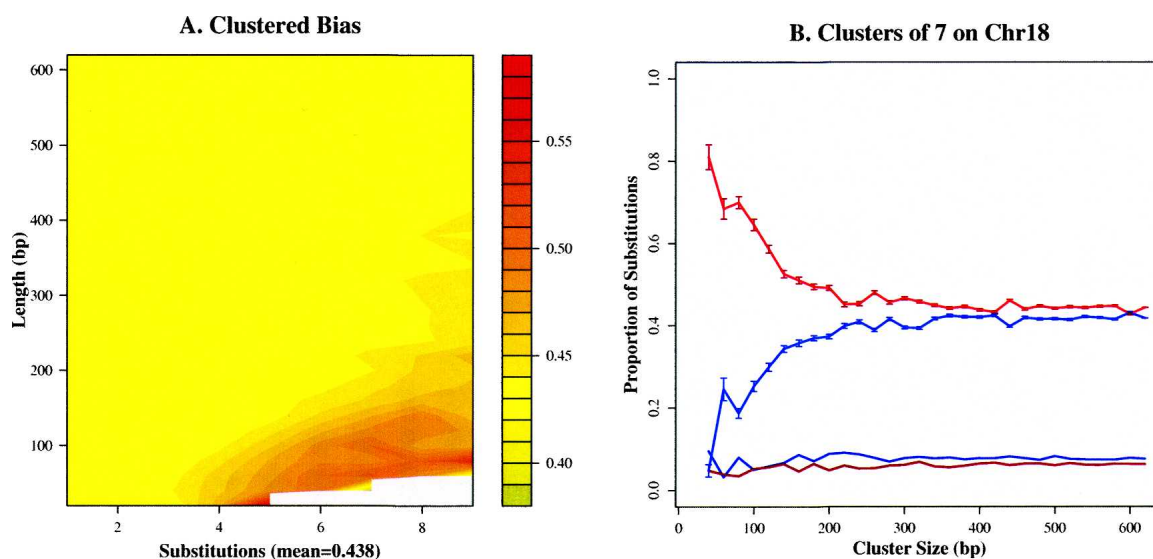 A. Clustered Bias
600
500
400
300
200
100
Length (bp)
2 4 6 8
Substitutions (mean=0.438)
0.55
0.50
0.45
0.40
B. Clusters of 7 on Chr18
1.0
0.8
0.6
0.4
0.2
0.0
Proportion of Substitutions
0 100 200 300 400 500 600
Cluster Size (bp)